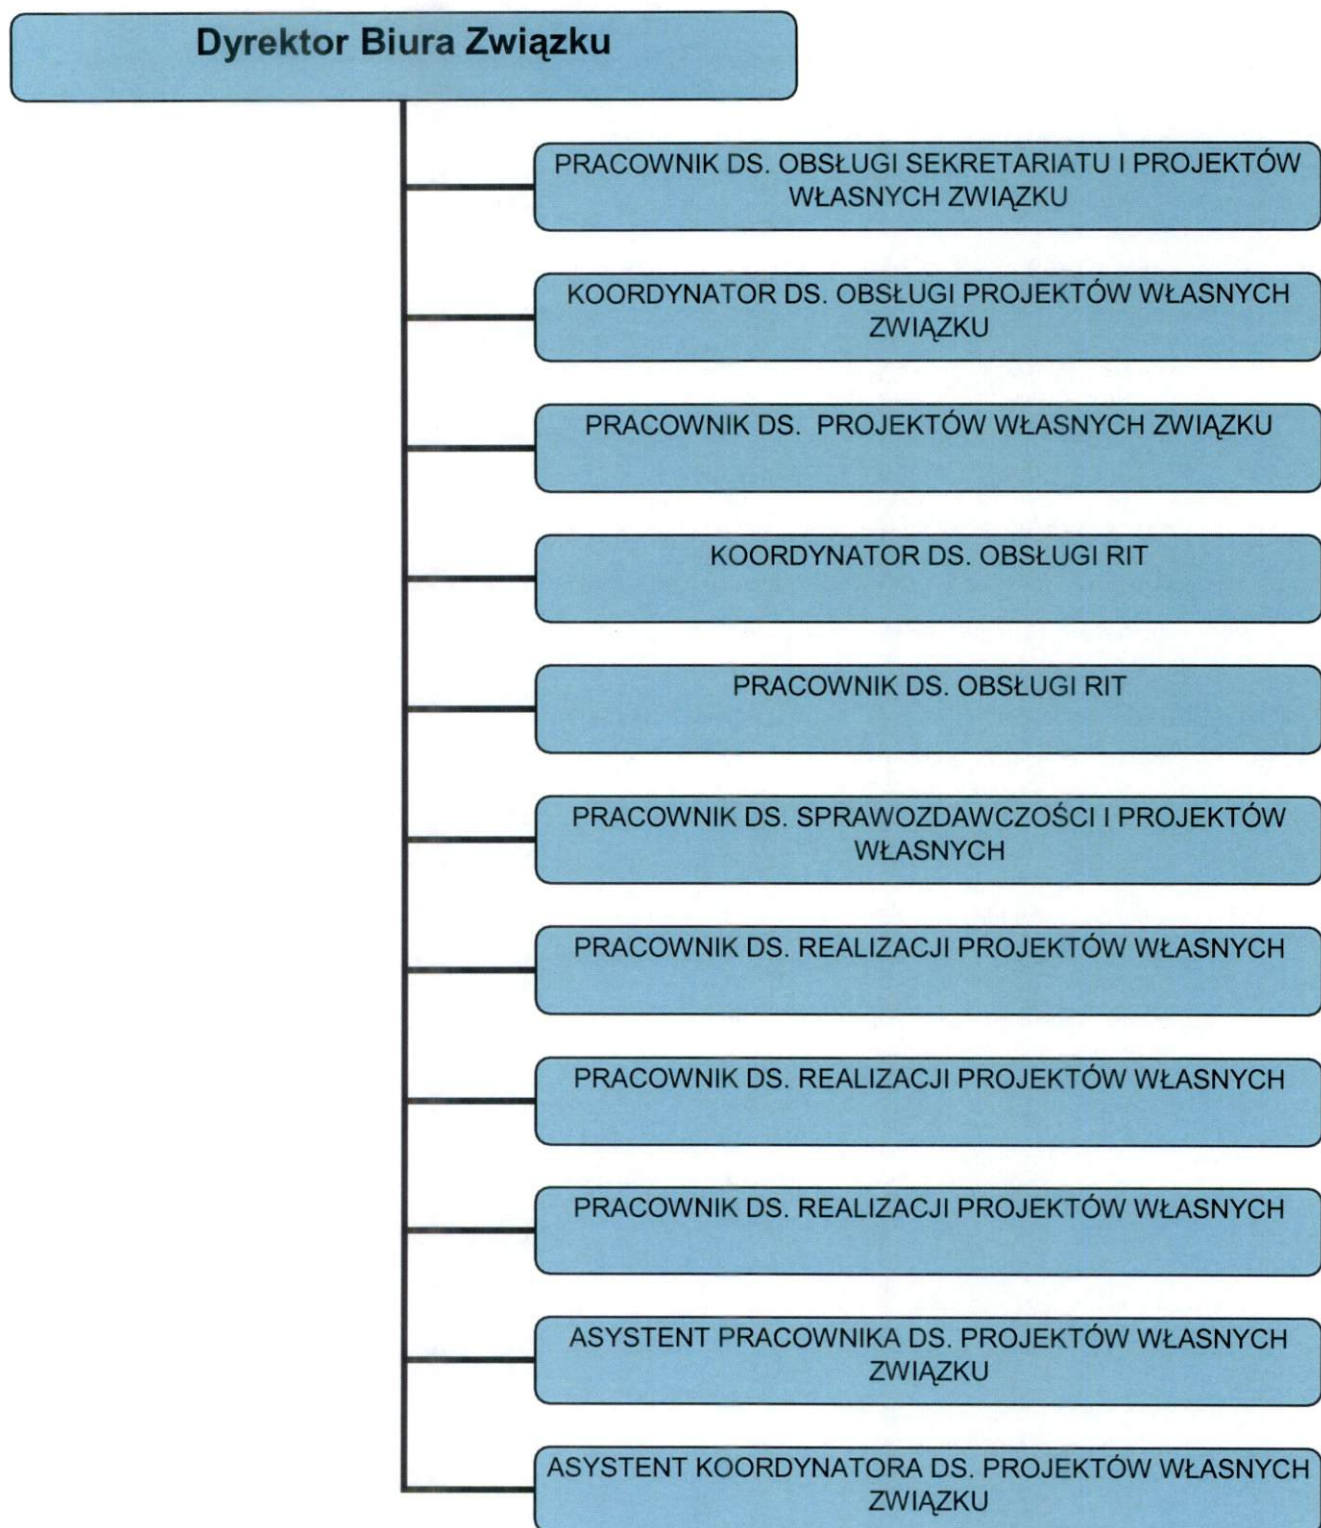 Dyrektor Biura Związku
PRACOWNIK DS. OBSŁUGI SEKRETARIATU I PROJEKTÓW
WŁASNYCH ZWIĄZKU
KOORDYNATOR DS. OBSŁUGI PROJEKTÓW WŁASNYCH
ZWIĄZKU
PRACOWNIK DS. PROJEKTÓW WŁASNYCH ZWIĄZKU
KOORDYNATOR DS. OBSŁUGI RIT
PRACOWNIK DS. OBSŁUGI RIT
PRACOWNIK DS. SPRAWOZDAWCZOŚCI I PROJEKTÓW
WŁASNYCH
PRACOWNIK DS. REALIZACJI PROJEKTÓW WŁASNYCH
PRACOWNIK DS. REALIZACJI PROJEKTÓW WŁASNYCH
PRACOWNIK DS. REALIZACJI PROJEKTÓW WŁASNYCH
ASYSTENT PRACOWNIKA DS. PROJEKTÓW WŁASNYCH
ZWIĄZKU
ASYSTENT KOORDYNATORA DS. PROJEKTÓW WŁASNYCH
ZWIĄZKU